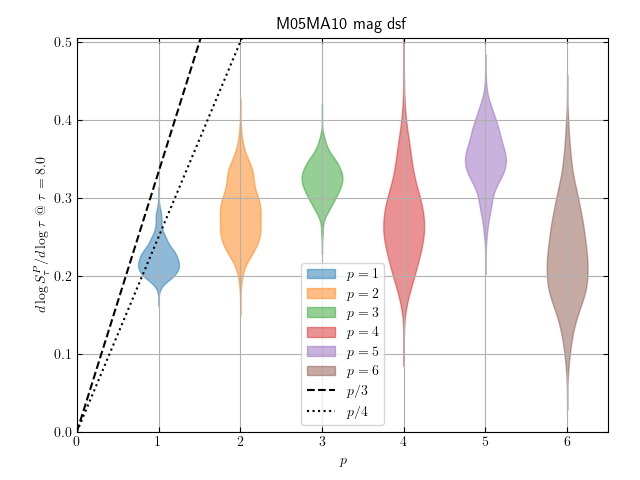 M05MA10 mag dsf
d log S_τ^P / d log τ @ τ = 8.0
0.5
0.4
0.3
0.2
0.1
0.0
p = 1
p = 2
p = 3
p = 4
p = 5
p = 6
p/3
p/4
0 1 2 3 4 5 6
p